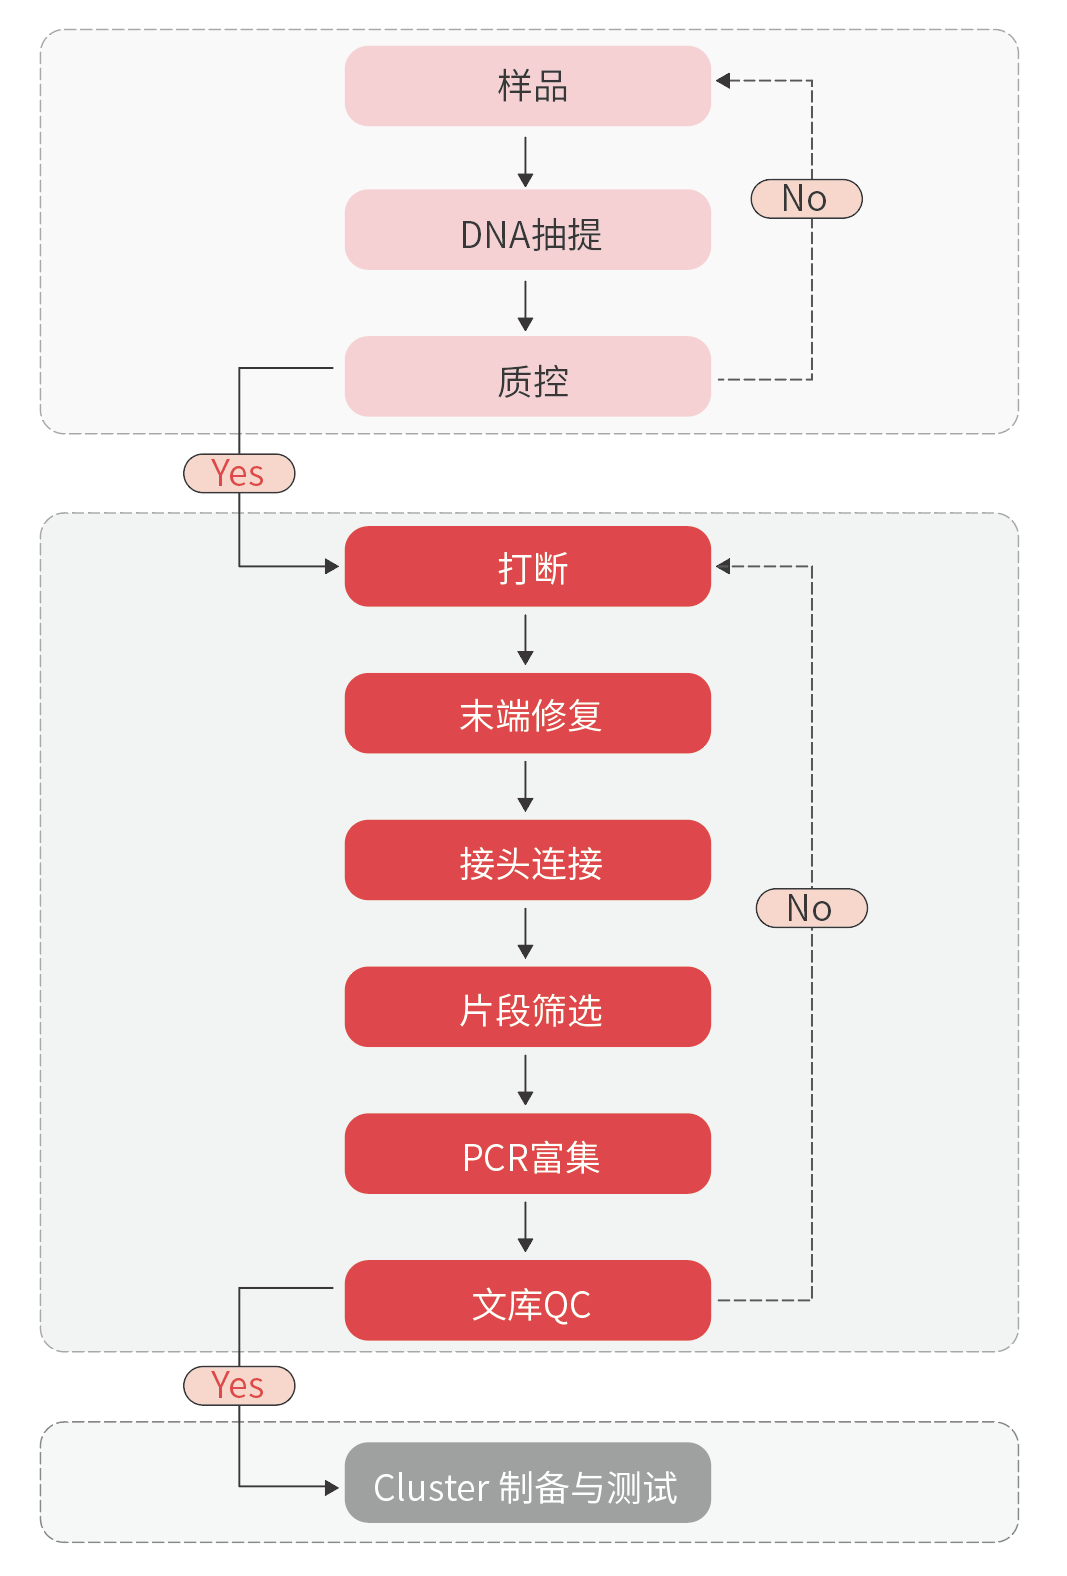 样品
No
DNA抽提
质控
Yes
打断
末端修复
接头连接
No
片段筛选
PCR富集
文库QC
Yes
Cluster 制备与测试